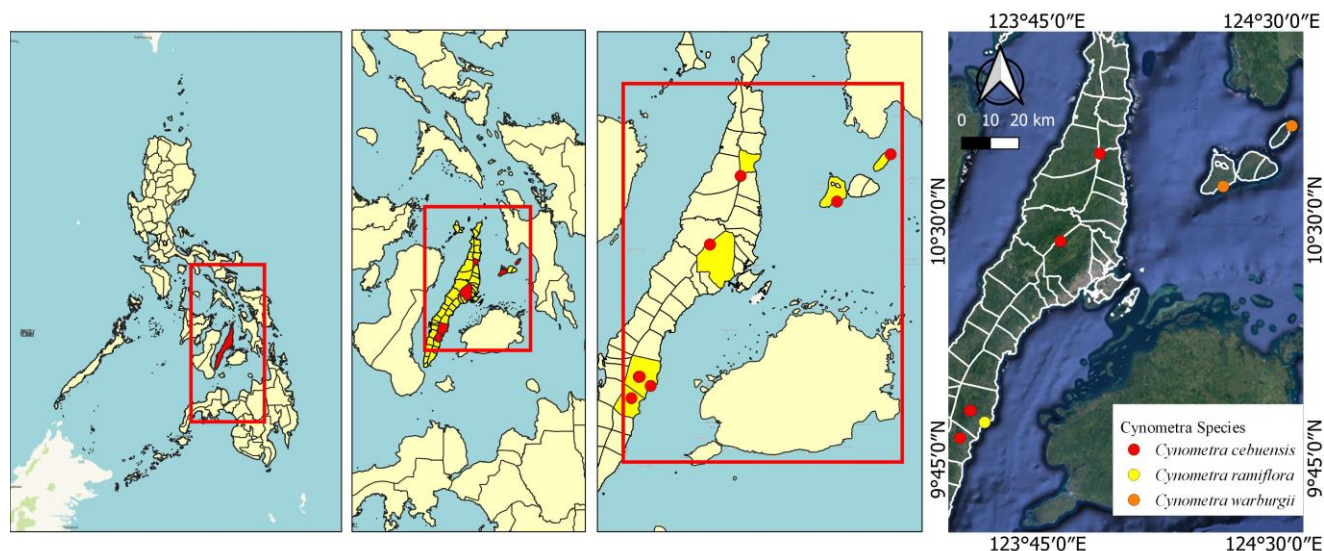 123°45'0"E 124°30'0"E
0 10 20 km
10°30'0"N
10°30'0"N
9°45'0"N
9°45'0"N
Cynometra Species
Cynometra cebuensis
Cynometra ramiflora
Cynometra warburgii
123°45'0"E 124°30'0"E